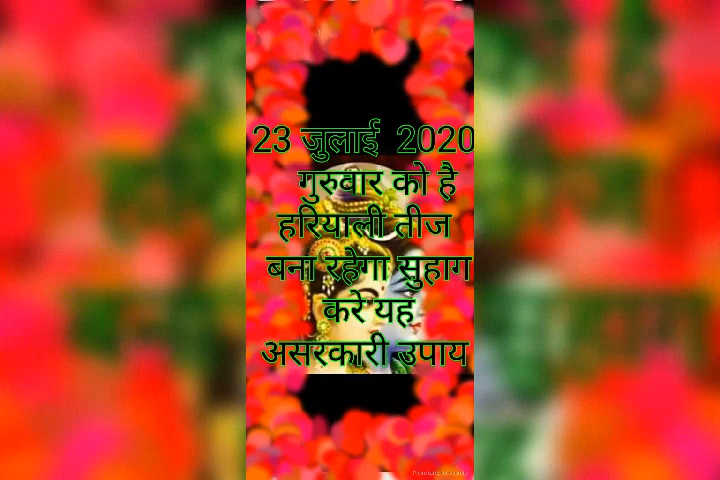 23 जुलाई 2020
गुरुवार को है
हरियाली तीज
बना रहेगा सुहाग
करे यह
असरकारी उपाय